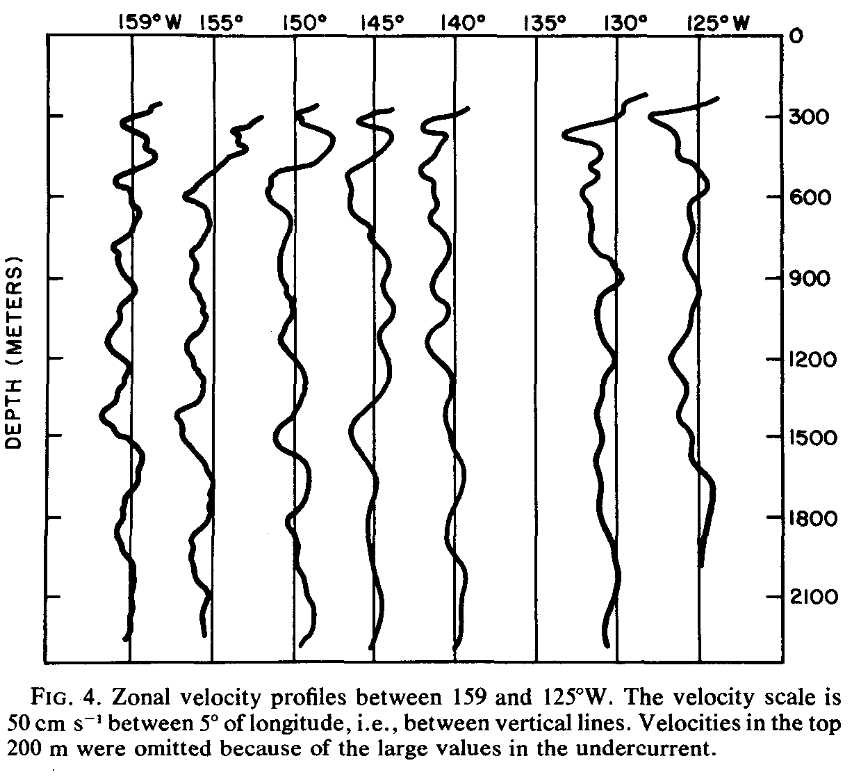 159° W 155° 150° 145° 140° 135° 130° 125° W
0
300
600
900
1200
1500
1800
2100
DEPTH (METERS)
FIG. 4. Zonal velocity profiles between 159 and 125°W. The velocity scale is
50 cm s⁻¹ between 5° of longitude, i.e., between vertical lines. Velocities in the top
200 m were omitted because of the large values in the undercurrent.